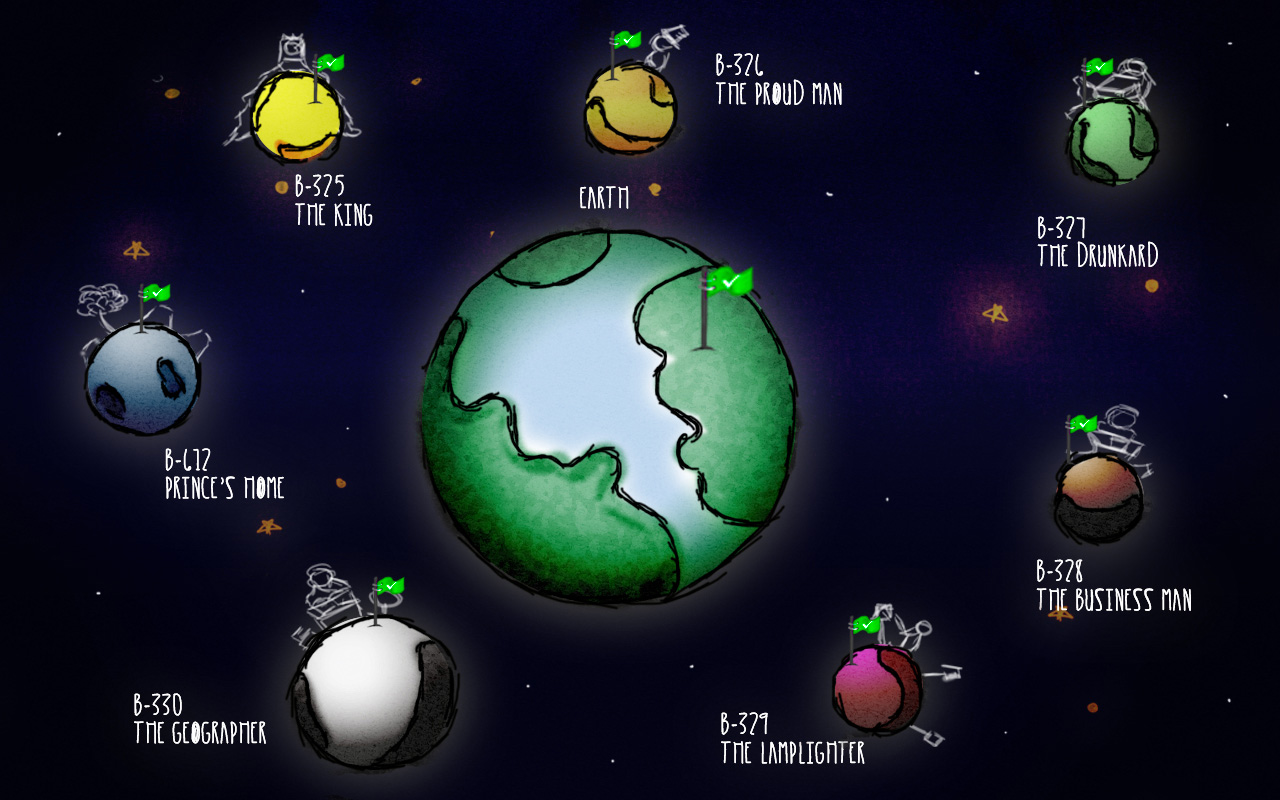 B-326
THE PROUD MAN
B-325
THE KING
EARTH
B-327
THE DRUNKARD
B-612
PRINCE'S HOME
B-328
THE BUSINESS MAN
B-330
THE GEOGRAPHER
B-329
THE LAMPLIGHTER